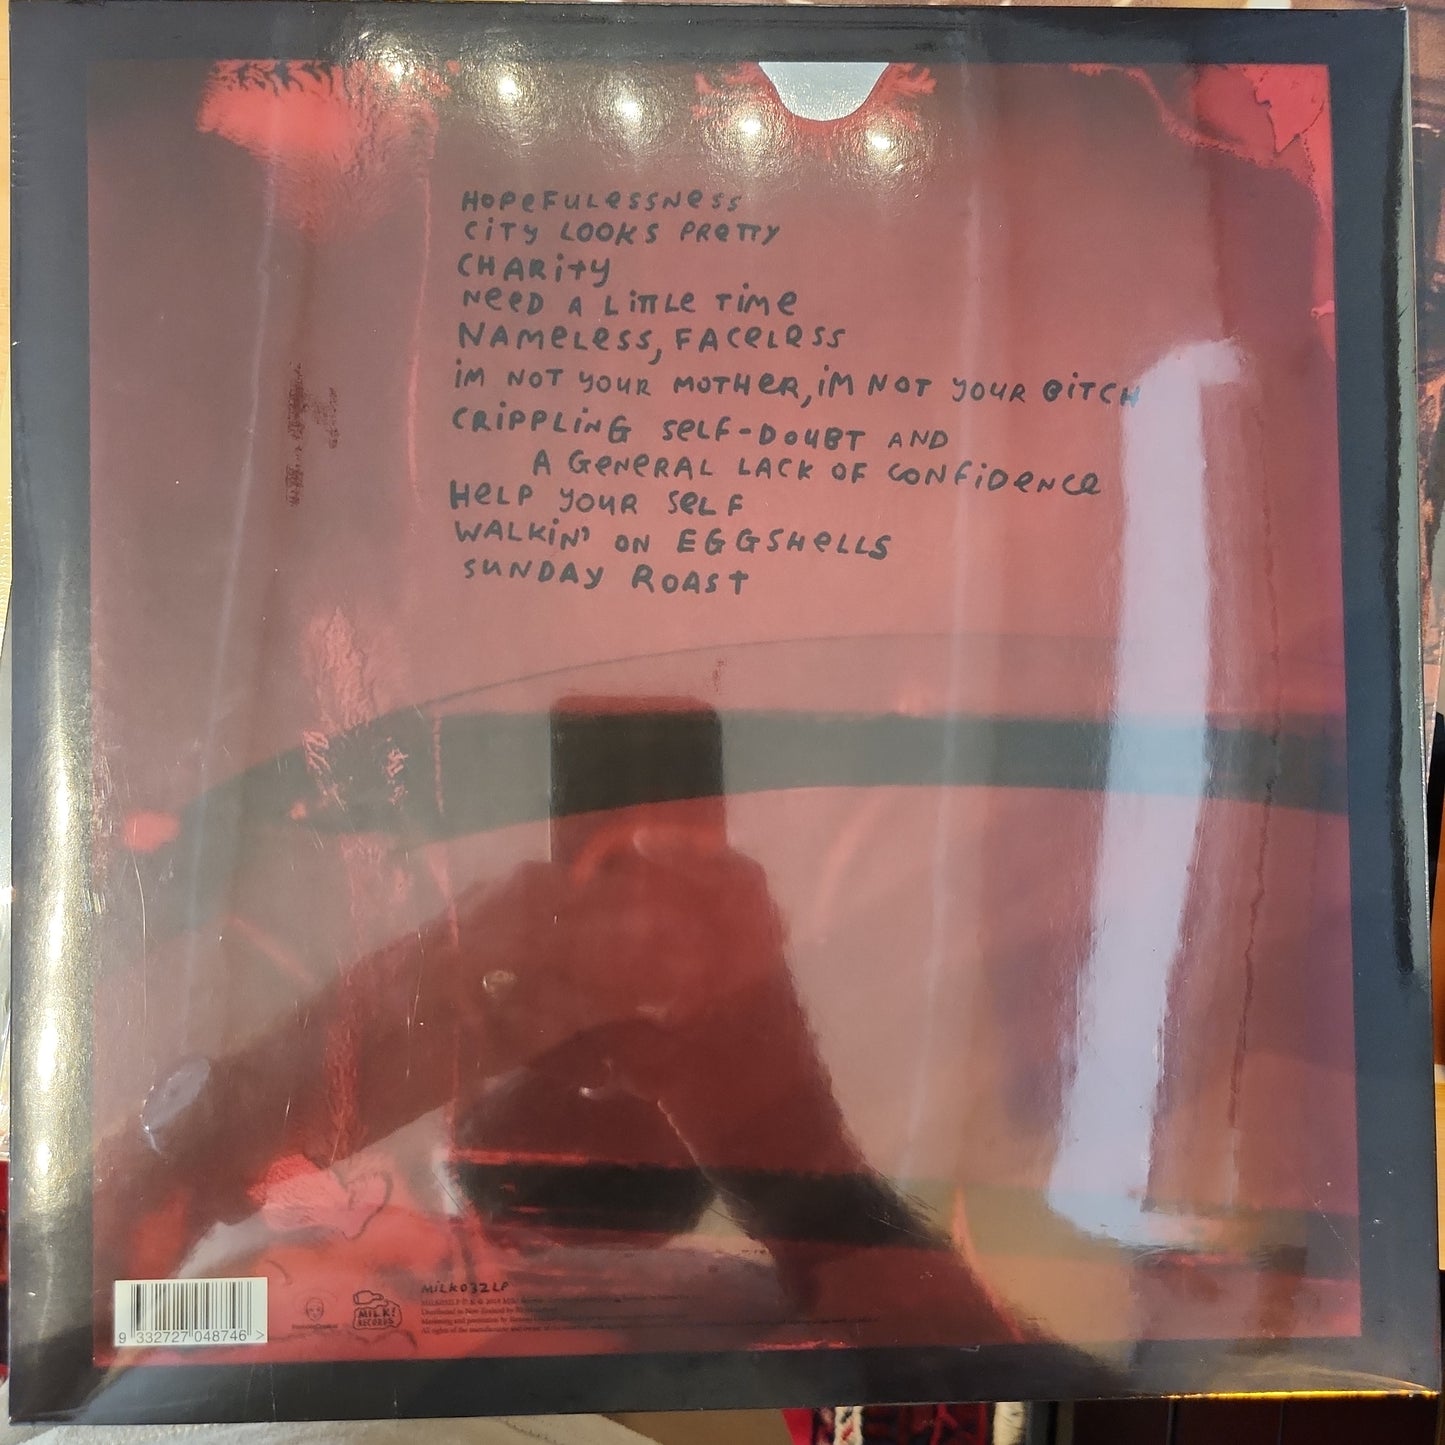 HOPEFULESSNESS
CITY LOOKS PRETTY
CHARITY
NEED A LITTLE TIME
NAMELESS, FACELESS
IM NOT YOUR MOTHER, IM NOT YOUR BITCH
CRIPPLING SELF-DOUBT AND
A GENERAL LACK OF CONFIDENCE
HELP YOUR SELF
WALKIN' ON EGGSHELLS
SUNDAY ROAST
MILK032LP
MILK! RECORDS
9 332727 048746 >